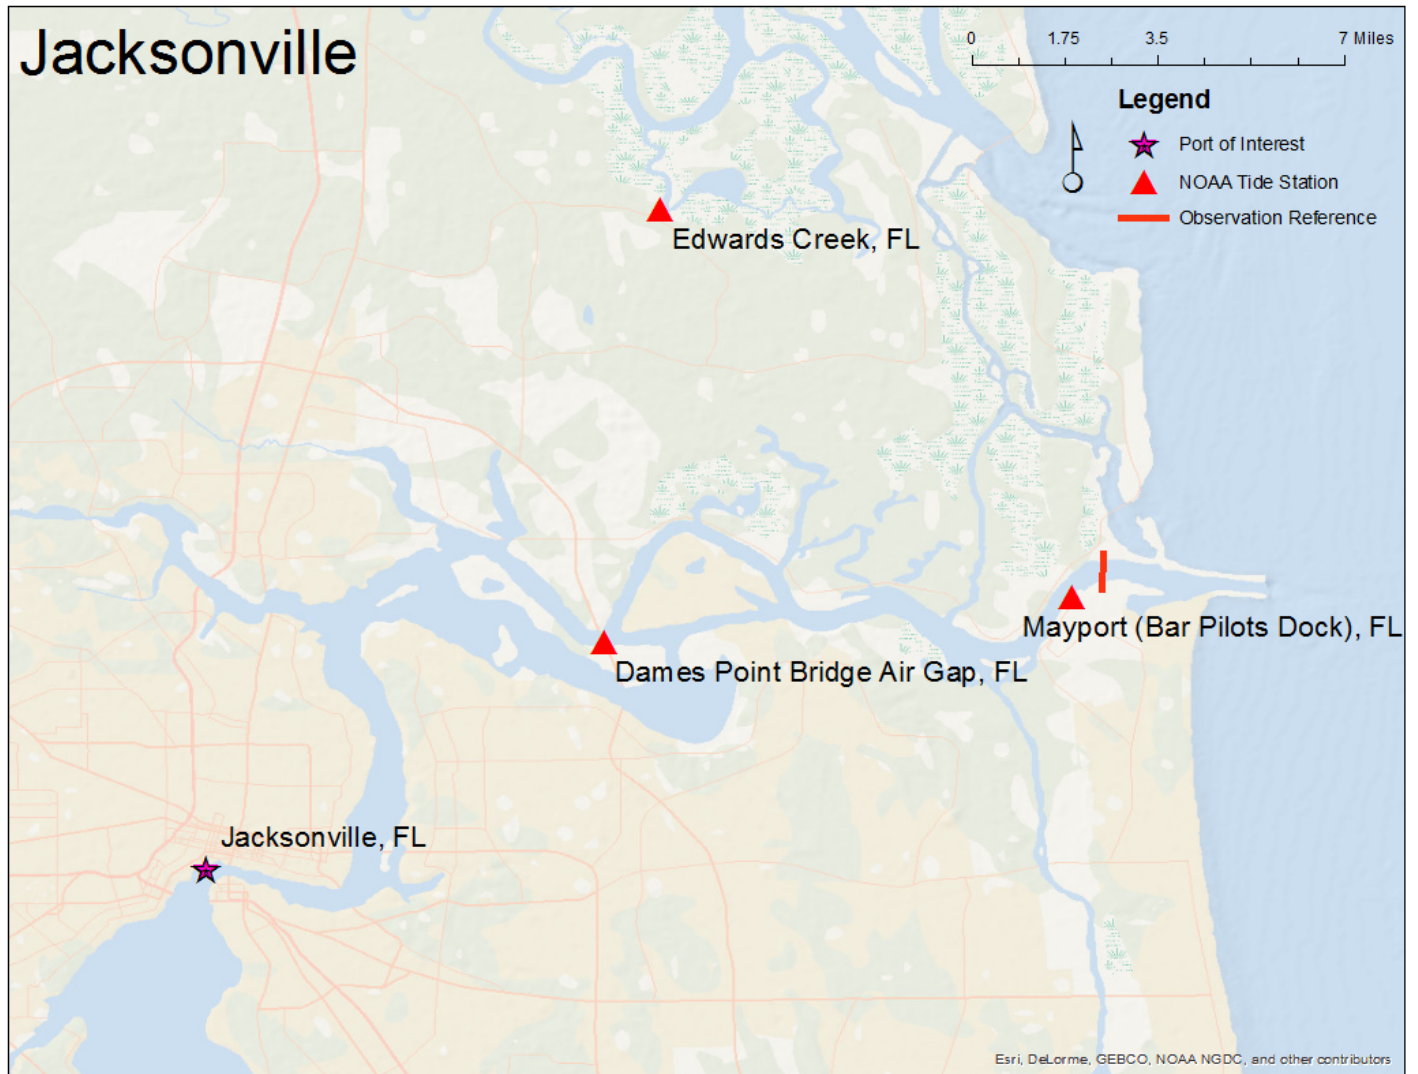 Jacksonville
0 1.75 3.5 7 Miles
Legend
Port of Interest
NOAA Tide Station
Observation Reference
Edwards Creek, FL
Mayport (Bar Pilots Dock), FL
Dames Point Bridge Air Gap, FL
Jacksonville, FL
Esri, DeLorme, GEBCO, NOAA NGDC, and other contributors